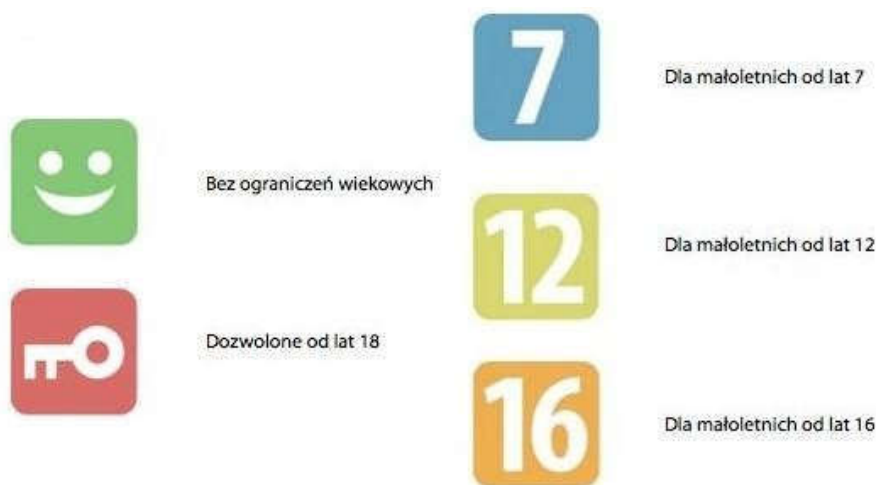 Bez ograniczeń wiekowych
Dozwolone od lat 18
7
Dla małoletnich od lat 7
12
Dla małoletnich od lat 12
16
Dla małoletnich od lat 16